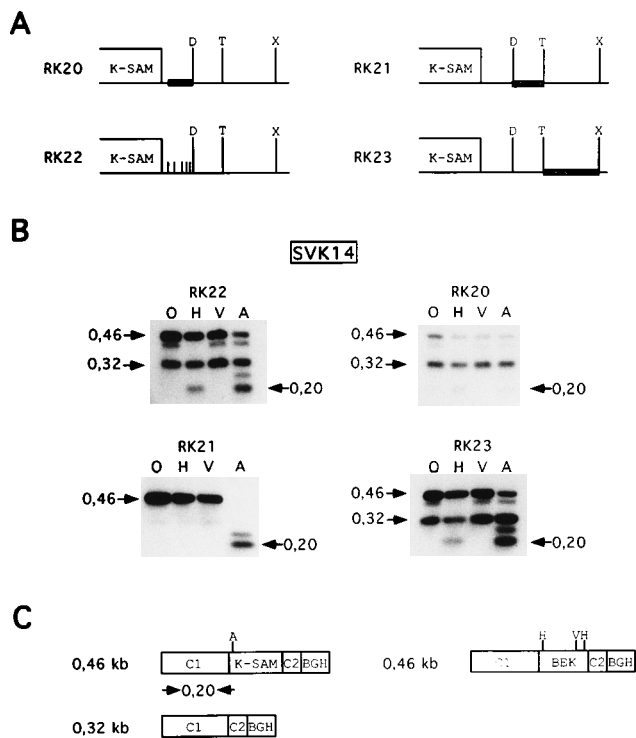 A
D T X
RK20 K-SAM
D T X
RK21 K-SAM
D T X
RK22 K-SAM
D T X
RK23 K-SAM
B
SVK14
RK22
O H V A
0,46
0,32
0,20
RK20
O H V A
0,46
0,32
0,20
RK21
O H V A
0,46
0,20
RK23
O H V A
0,46
0,32
0,20
C
A
0,46 kb C1 K-SAM C2 BGH
0,20
H VH
0,46 kb C1 BEK C2 BGH
0,32 kb C1 C2 BGH